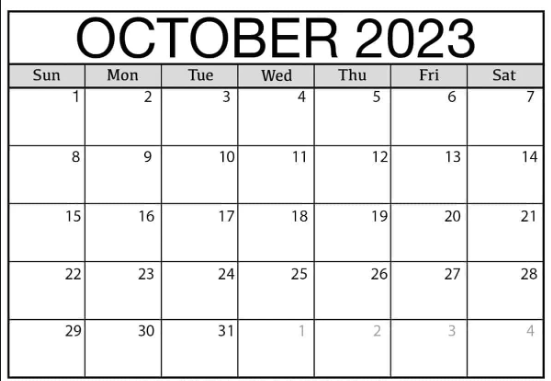 OCTOBER 2023
Sun Mon Tue Wed Thu Fri Sat
1 2 3 4 5 6 7
8 9 10 11 12 13 14
15 16 17 18 19 20 21
22 23 24 25 26 27 28
29 30 31 1 2 3 4